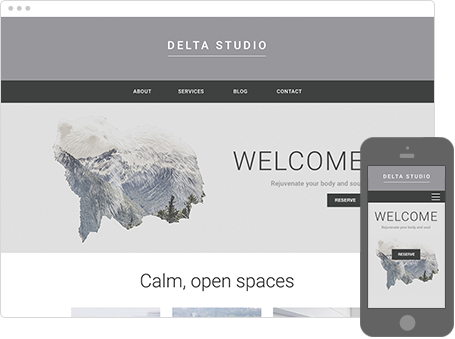 DELTA STUDIO
ABOUT SERVICES BLOG CONTACT
WELCOME
Rejuvenate your body and sou
RESERVE
Calm, open spaces
DELTA STUDIO
WELCOME
Rejuvenate your body and soul
RESERVE